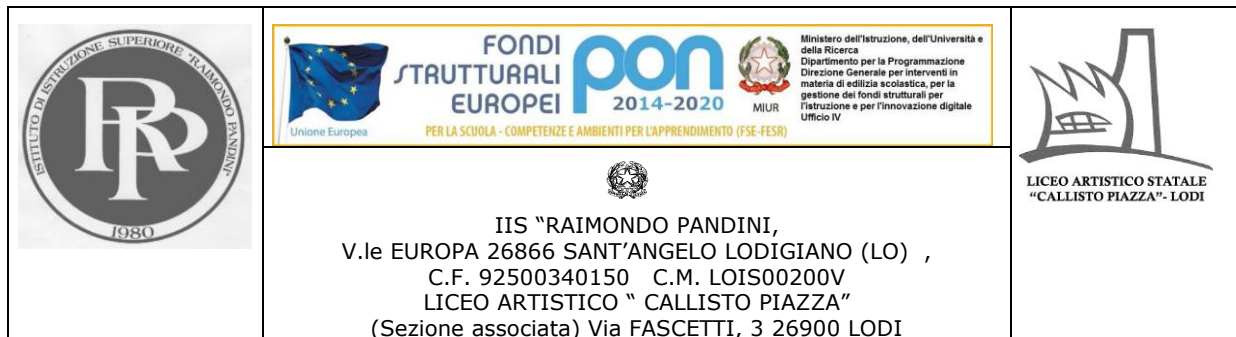 ISTITUTO DI ISTRUZIONE SUPERIORE "RAIMONDO PANDINI"
RP
1980
Unione Europea
FONDI
STRUTTURALI
EUROPEI
pon
2014-2020
MIUR
Ministero dell'Istruzione, dell'Università e
della Ricerca
Dipartimento per la Programmazione
Direzione Generale per interventi in
materia di edilizia scolastica, per la
gestione dei fondi strutturali per
l'istruzione e per l'innovazione digitale
Ufficio IV
PER LA SCUOLA - COMPETENZE E AMBIENTI PER L'APPRENDIMENTO (FSE-FESR)
IIS "RAIMONDO PANDINI,
V.le EUROPA 26866 SANT'ANGELO LODIGIANO (LO) ,
C.F. 92500340150 C.M. LOIS00200V
LICEO ARTISTICO " CALLISTO PIAZZA"
(Sezione associata) Via FASCETTI, 3 26900 LODI
LICEO ARTISTICO STATALE
"CALLISTO PIAZZA"- LODI